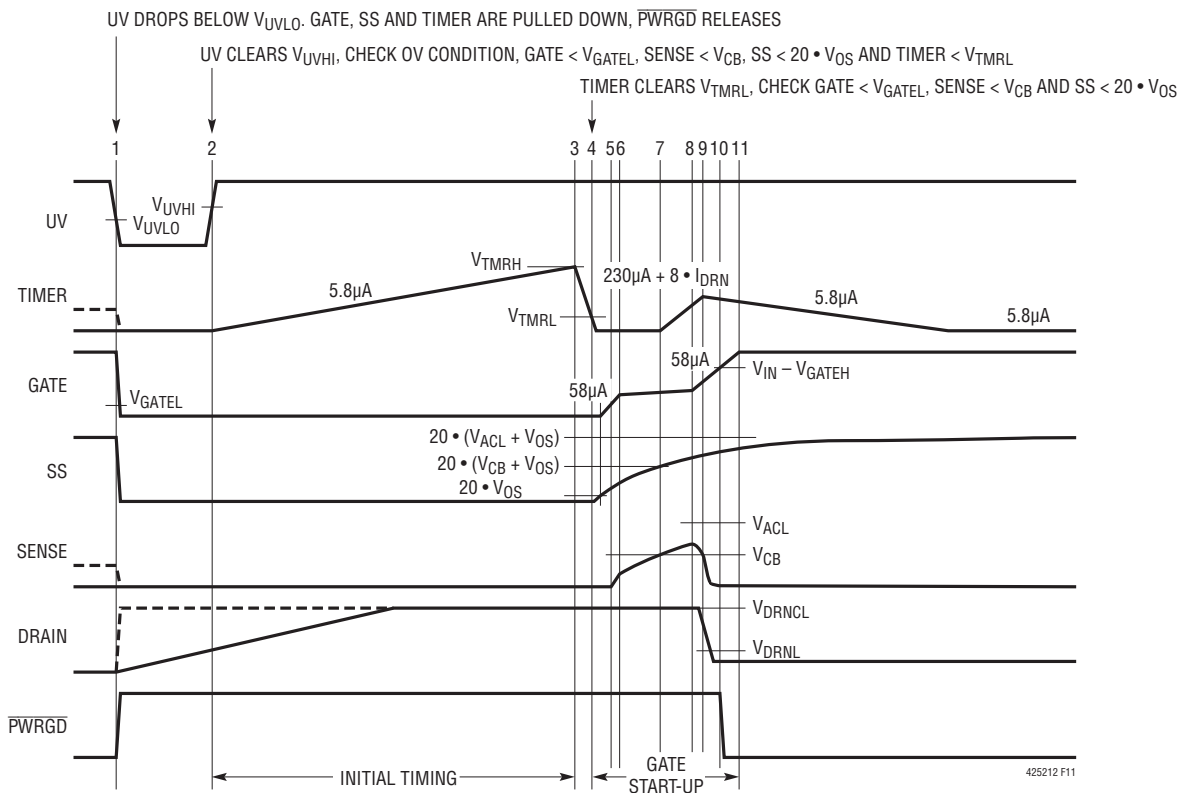 UV DROPS BELOW VUVLO. GATE, SS AND TIMER ARE PULLED DOWN, PWRGD RELEASES
UV CLEARS VUVHI, CHECK OV CONDITION, GATE < VGATEL, SENSE < VCB, SS < 20 • VOS AND TIMER < VTMRL
TIMER CLEARS VTMRL, CHECK GATE < VGATEL, SENSE < VCB AND SS < 20 • VOS
1 2 3 4 5 6 7 8 9 10 11
UV
VUVHI
VUVLO
TIMER
5.8µA
VTMRH
VTMRL
230µA + 8 • IDRN
5.8µA
5.8µA
GATE
VGATEL
58µA
58µA
VIN – VGATEH
SS
20 • (VACL + VOS)
20 • (VCB + VOS)
20 • VOS
SENSE
VACL
VCB
DRAIN
VDRNCL
VDRNL
PWRGD
INITIAL TIMING
GATE
START-UP
425212 F11